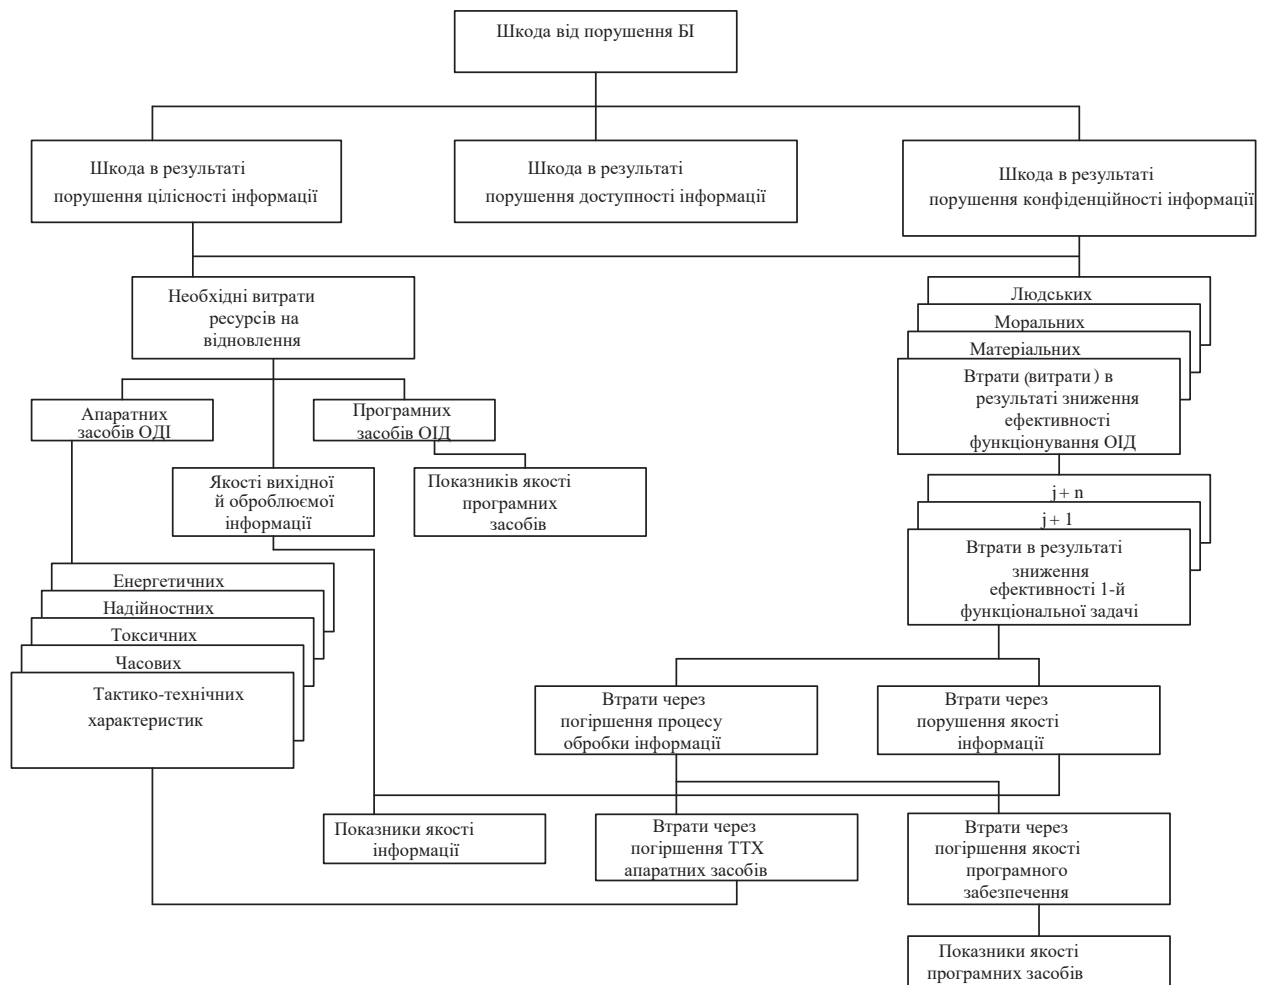 Шкода від порушення БІ
Шкода в результаті
порушення цілісності інформації
Шкода в результаті
порушення доступності інформації
Шкода в результаті
порушення конфіденційності інформації
Необхідні витрати
ресурсів на
відновлення
Людських
Моральних
Матеріальних
Втрати (витрати) в
результаті зниження
ефективності
функціонування ОІД
Апаратних
засобів ОДІ
Програмних
засобів ОІД
Якості вихідної
й оброблюємої
інформації
Показників якості
програмних
засобів
j + n
j + 1
Втрати в результаті
зниження
ефективності 1-й
функціональної задачі
Енергетичних
Надійностних
Токсичних
Часових
Тактико-технічних
характеристик
Втрати через
погіршення процесу
обробки інформації
Втрати через
порушення якості
інформації
Показники якості
інформації
Втрати через
погіршення ТТХ
апаратних засобів
Втрати через
погіршення якості
програмного
забезпечення
Показники якості
програмних засобів